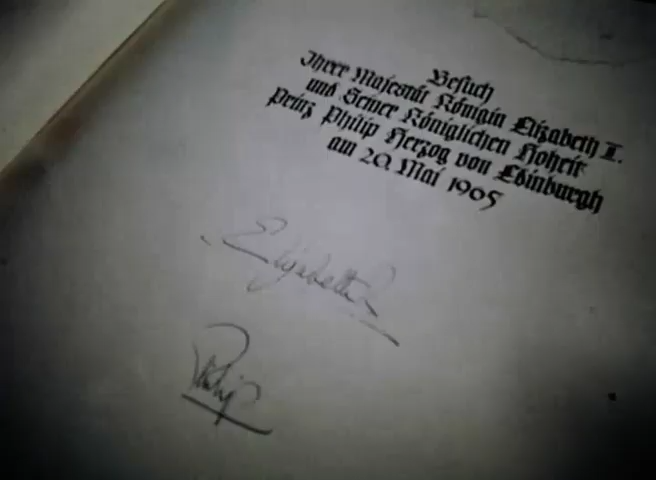 Besuch
Ihrer Majestät Königin Elizabeth II.
und Seiner Königlichen Hoheit
Prinz Philip Herzog von Edinburgh
am 20. Mai 1965
Elizabeth R
Philip